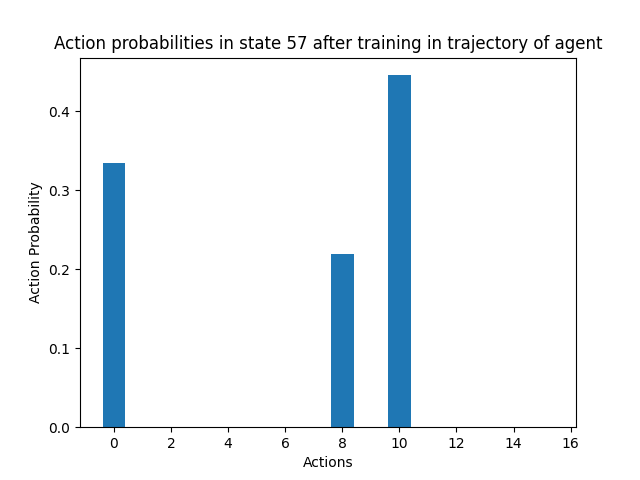 Action probabilities in state 57 after training in trajectory of agent
0.4
0.3
0.2
0.1
0.0
Action Probability
0 2 4 6 8 10 12 14 16
Actions